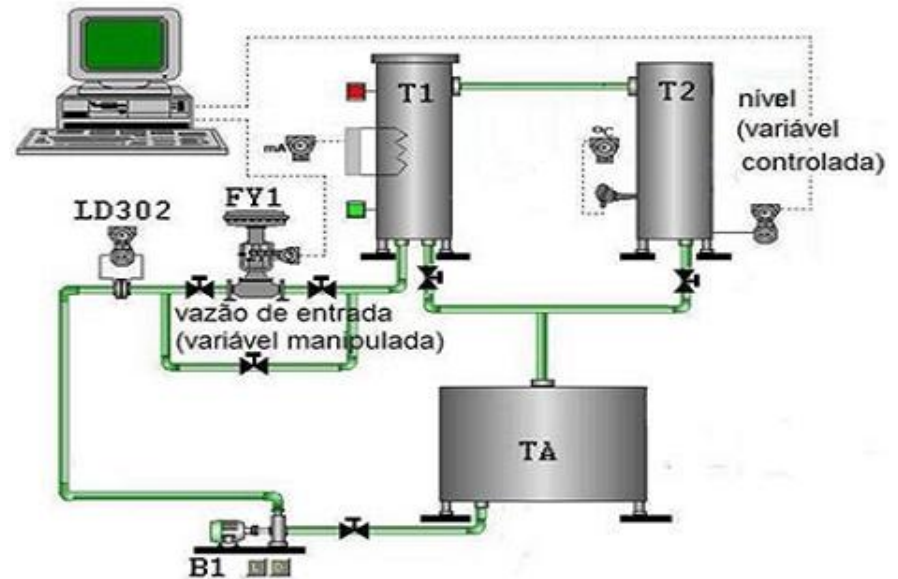 T1
T2
nível
(variável
controlada)
mA
°C
LD302
FY1
vazão de entrada
(variável manipulada)
TA
B1